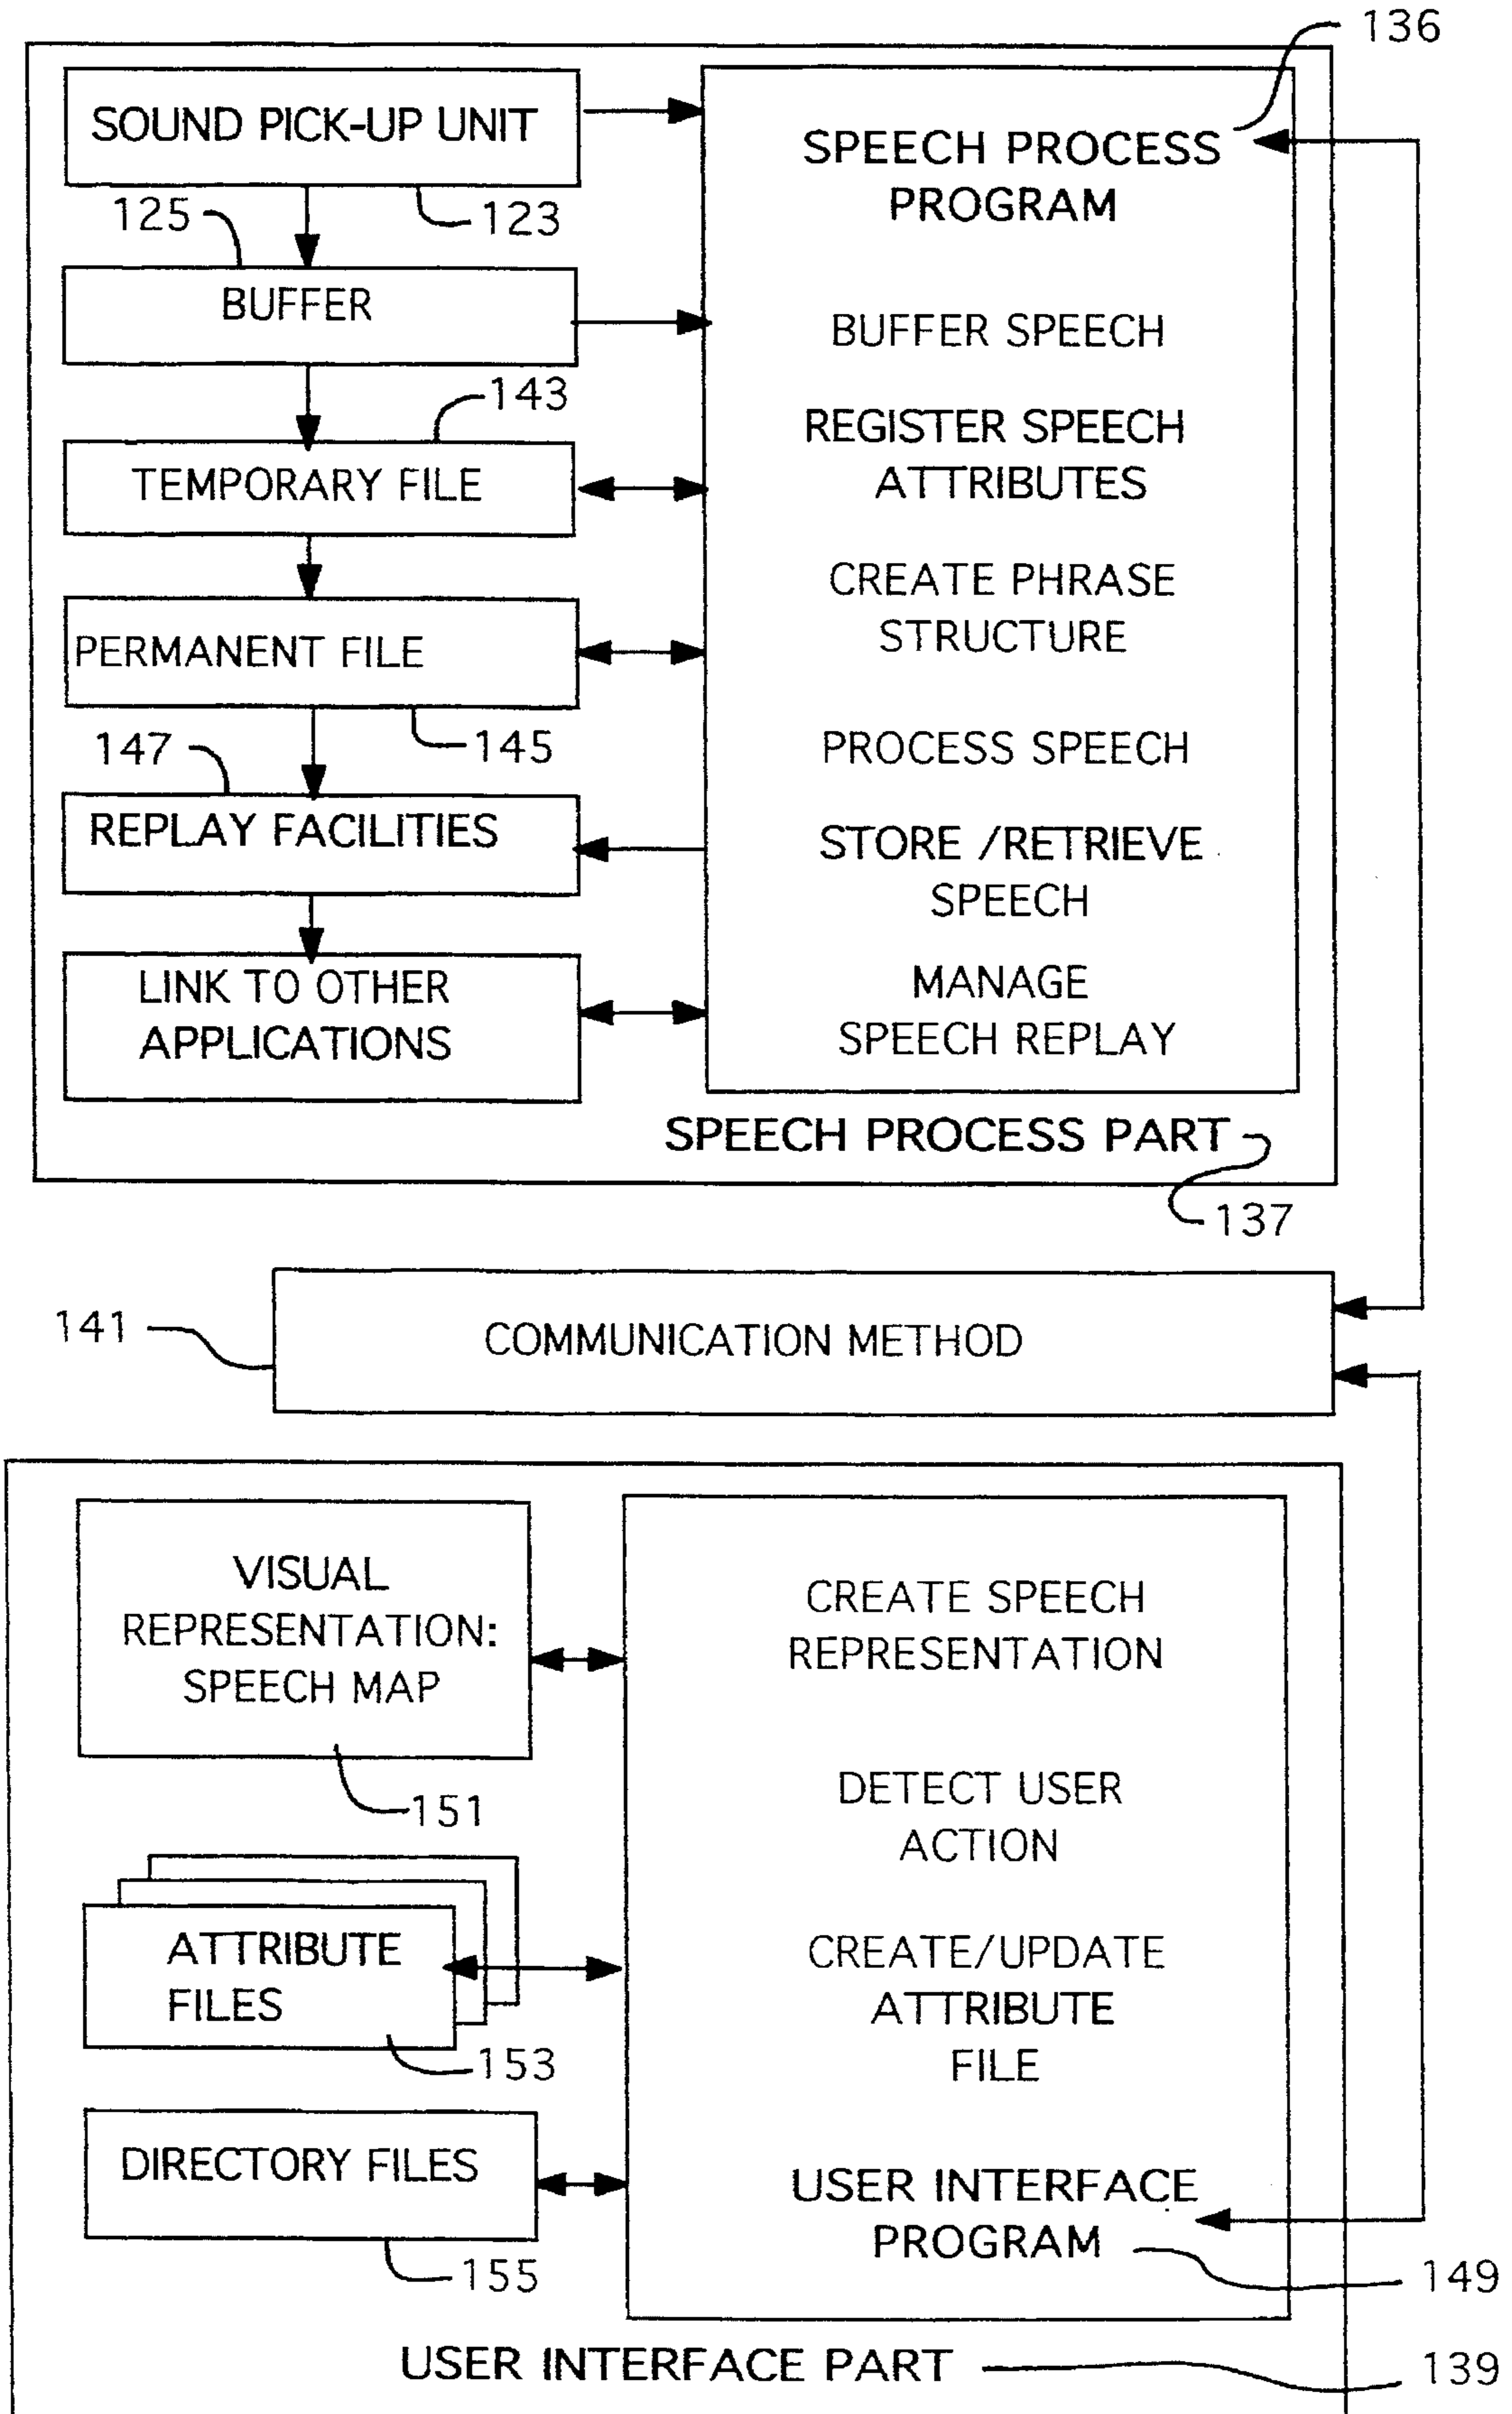 136
SOUND PICK-UP UNIT
123
125
BUFFER
143
TEMPORARY FILE
PERMANENT FILE
145
147
REPLAY FACILITIES
LINK TO OTHER
APPLICATIONS
SPEECH PROCESS
PROGRAM
BUFFER SPEECH
REGISTER SPEECH
ATTRIBUTES
CREATE PHRASE
STRUCTURE
PROCESS SPEECH
STORE /RETRIEVE
SPEECH
MANAGE
SPEECH REPLAY
SPEECH PROCESS PART
137
141
COMMUNICATION METHOD
VISUAL
REPRESENTATION:
SPEECH MAP
151
ATTRIBUTE
FILES
153
DIRECTORY FILES
155
CREATE SPEECH
REPRESENTATION
DETECT USER
ACTION
CREATE/UPDATE
ATTRIBUTE
FILE
USER INTERFACE
PROGRAM
149
USER INTERFACE PART
139